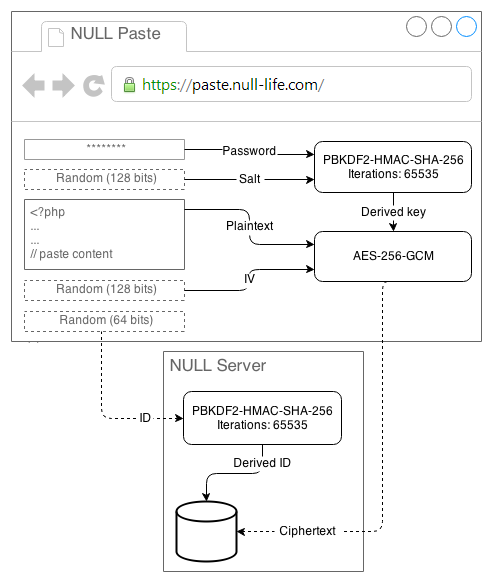 NULL Paste
https://paste.null-life.com/
********
Password
PBKDF2-HMAC-SHA-256
Iterations: 65535
Random (128 bits)
Salt
Derived key
<?php
...
...
// paste content
Plaintext
AES-256-GCM
Random (128 bits)
IV
Random (64 bits)
NULL Server
ID
PBKDF2-HMAC-SHA-256
Iterations: 65535
Derived ID
Ciphertext